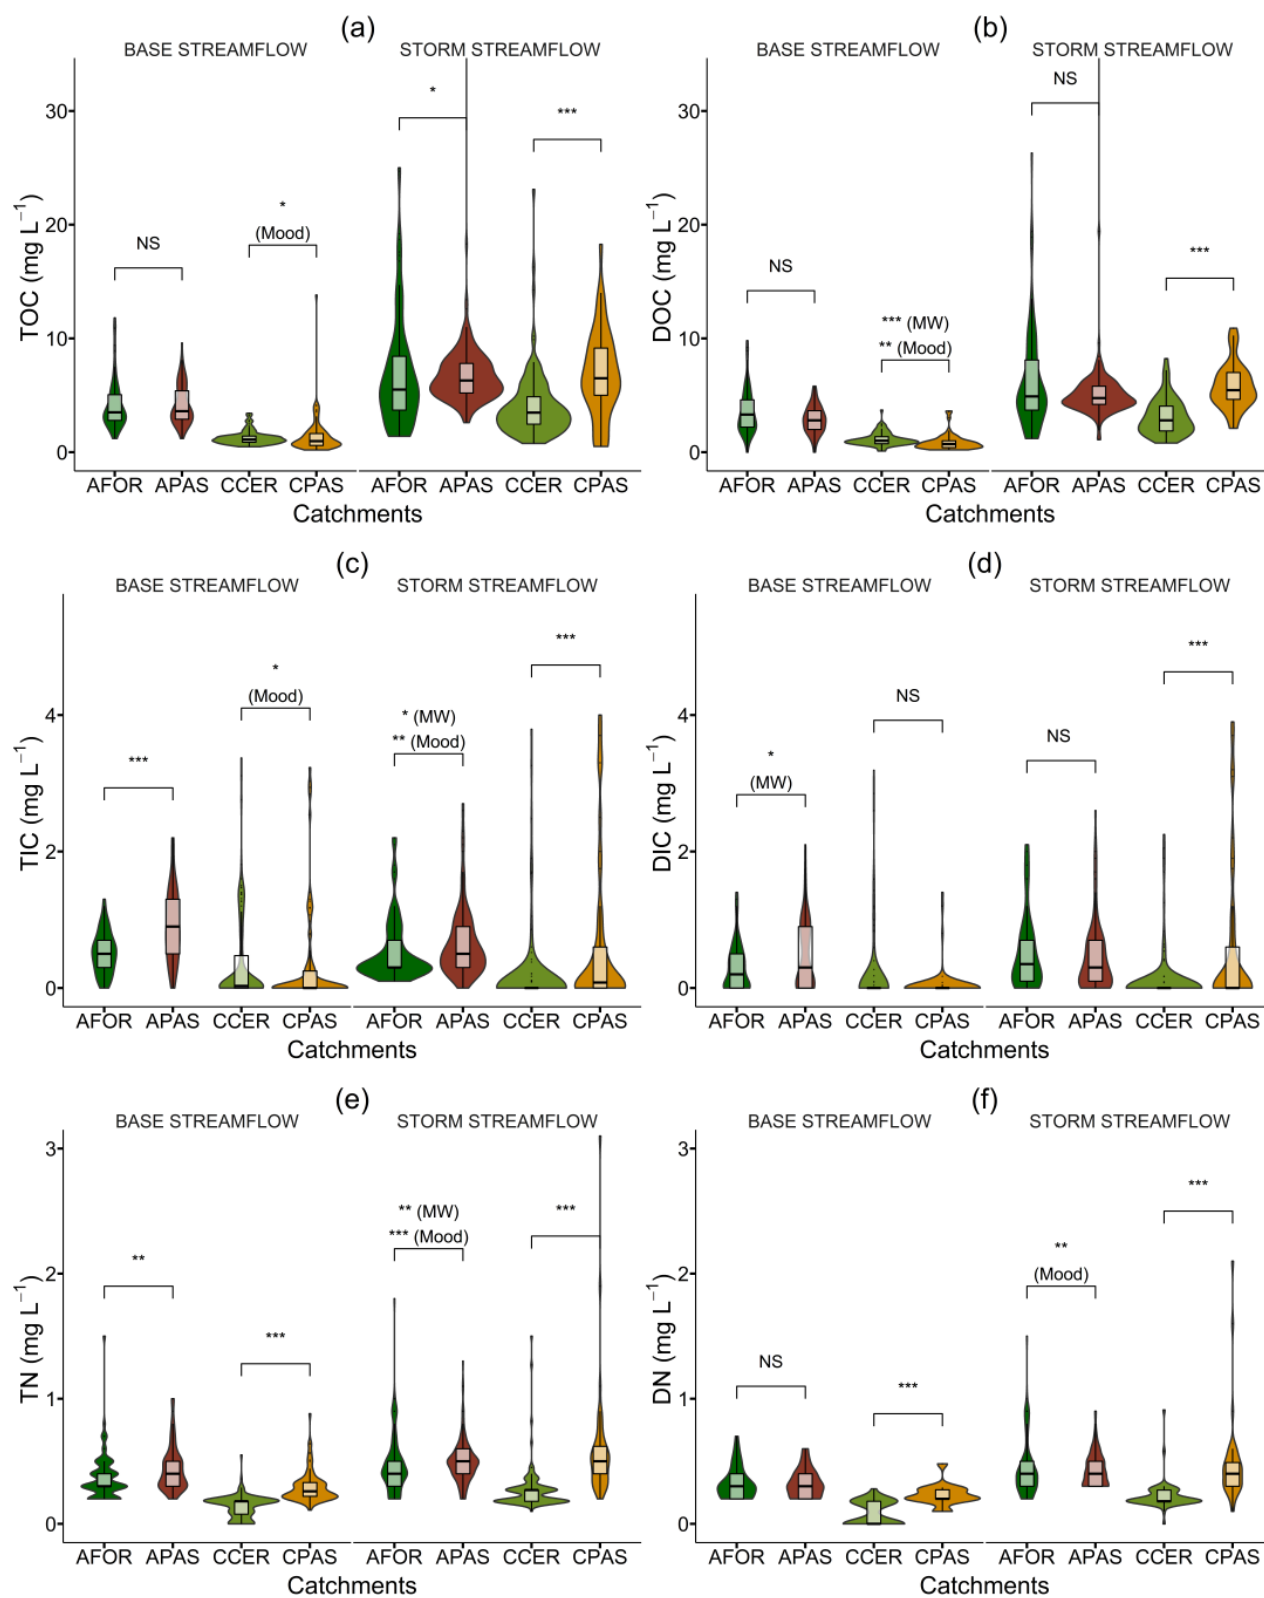 (a)
BASE STREAMFLOW STORM STREAMFLOW
TOC (mg L⁻¹)
30
20
10
0
NS
*
(Mood)
*
***
AFOR APAS CCER CPAS AFOR APAS CCER CPAS
Catchments
(b)
BASE STREAMFLOW STORM STREAMFLOW
DOC (mg L⁻¹)
30
20
10
0
NS
*** (MW)
** (Mood)
NS
***
AFOR APAS CCER CPAS AFOR APAS CCER CPAS
Catchments
(c)
BASE STREAMFLOW STORM STREAMFLOW
TIC (mg L⁻¹)
4
2
0
***
*
(Mood)
* (MW)
** (Mood)
***
AFOR APAS CCER CPAS AFOR APAS CCER CPAS
Catchments
(d)
BASE STREAMFLOW STORM STREAMFLOW
DIC (mg L⁻¹)
4
2
0
*
(MW)
NS
NS
***
AFOR APAS CCER CPAS AFOR APAS CCER CPAS
Catchments
(e)
BASE STREAMFLOW STORM STREAMFLOW
TN (mg L⁻¹)
3
2
1
0
**
***
** (MW)
*** (Mood)
***
AFOR APAS CCER CPAS AFOR APAS CCER CPAS
Catchments
(f)
BASE STREAMFLOW STORM STREAMFLOW
DN (mg L⁻¹)
3
2
1
0
NS
***
**
(Mood)
***
AFOR APAS CCER CPAS AFOR APAS CCER CPAS
Catchments